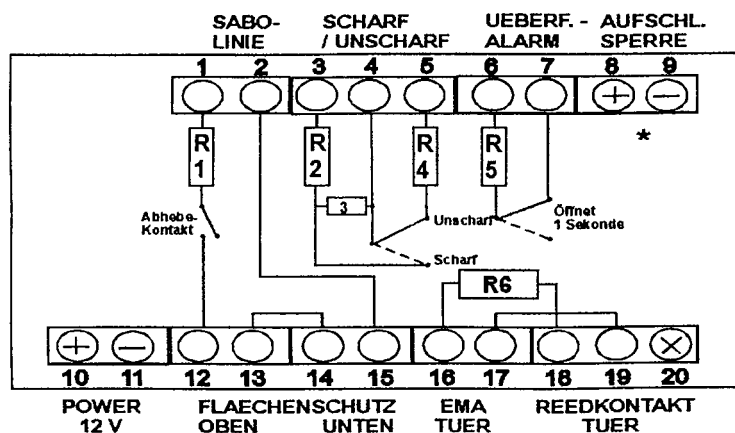 SABO- SCHARF UEBERF. - AUFSCHL.
LINIE / UNSCHARF ALARM SPERRE
1 2 3 4 5 6 7 8 9
+ −
*
R 1
R 2
R 4
R 5
3
Abhebe-
Kontakt
Unscharf
Scharf
Öffnet
1 Sekunde
R6
+ −
10 11 12 13 14 15 16 17 18 19 20
POWER FLAECHENSCHUTZ EMA REEDKONTAKT
12 V OBEN UNTEN TUER TUER